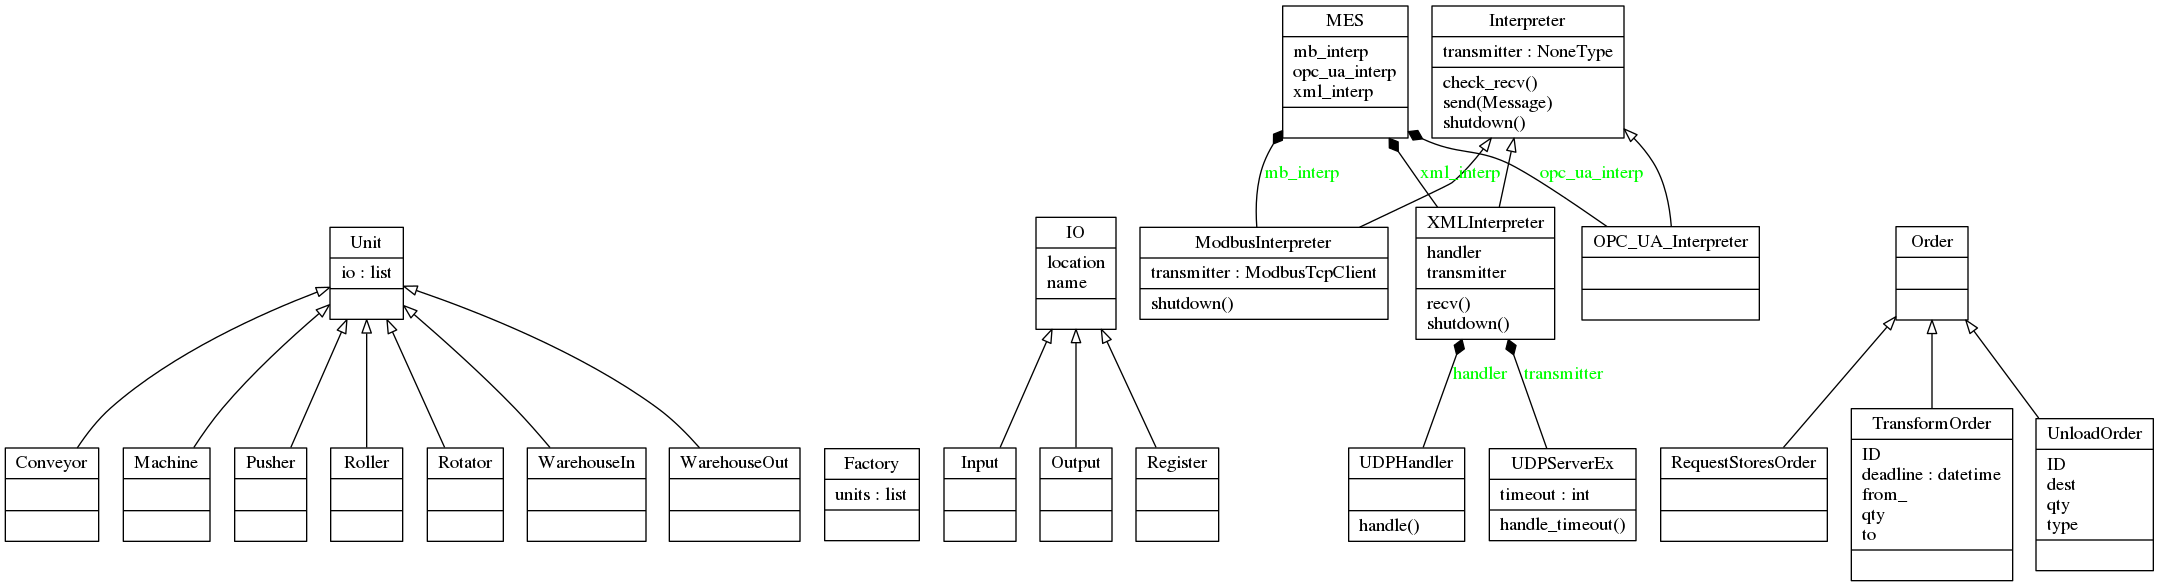 MES
mb_interp
opc_ua_interp
xml_interp
Interpreter
transmitter : NoneType
check_recv()
send(Message)
shutdown()
mb_interp
xml_interp
opc_ua_interp
Unit
io : list
IO
location
name
ModbusInterpreter
transmitter : ModbusTcpClient
shutdown()
XMLInterpreter
handler
transmitter
recv()
shutdown()
OPC_UA_Interpreter
Order
handler
transmitter
Conveyor
Machine
Pusher
Roller
Rotator
WarehouseIn
WarehouseOut
Factory
units : list
Input
Output
Register
UDPHandler
handle()
UDPServerEx
timeout : int
handle_timeout()
RequestStoresOrder
TransformOrder
ID
deadline : datetime
from_
qty
to
UnloadOrder
ID
dest
qty
type